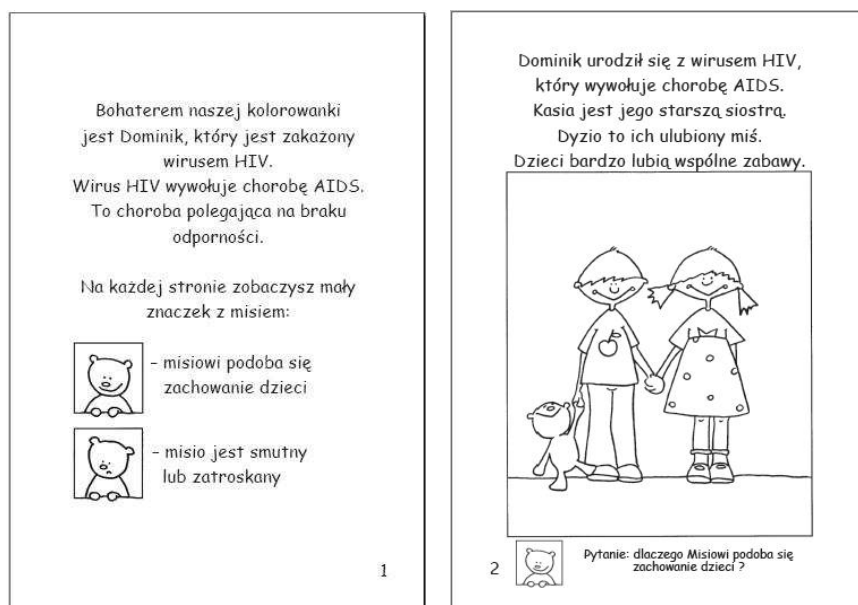 Bohaterem naszej kolorowanki
jest Dominik, który jest zakażony
wirusem HIV.
Wirus HIV wywołuje chorobę AIDS.
To choroba polegająca na braku
odporności.
Na każdej stronie zobaczysz mały
znaczek z misiem:
– misiowi podoba się
zachowanie dzieci
– misio jest smutny
lub zatroskany
1
Dominik urodził się z wirusem HIV,
który wywołuje chorobę AIDS.
Kasia jest jego starszą siostrą.
Dyzio to ich ulubiony miś.
Dzieci bardzo lubią wspólne zabawy.
2
Pytanie: dlaczego Misiowi podoba się
zachowanie dzieci ?